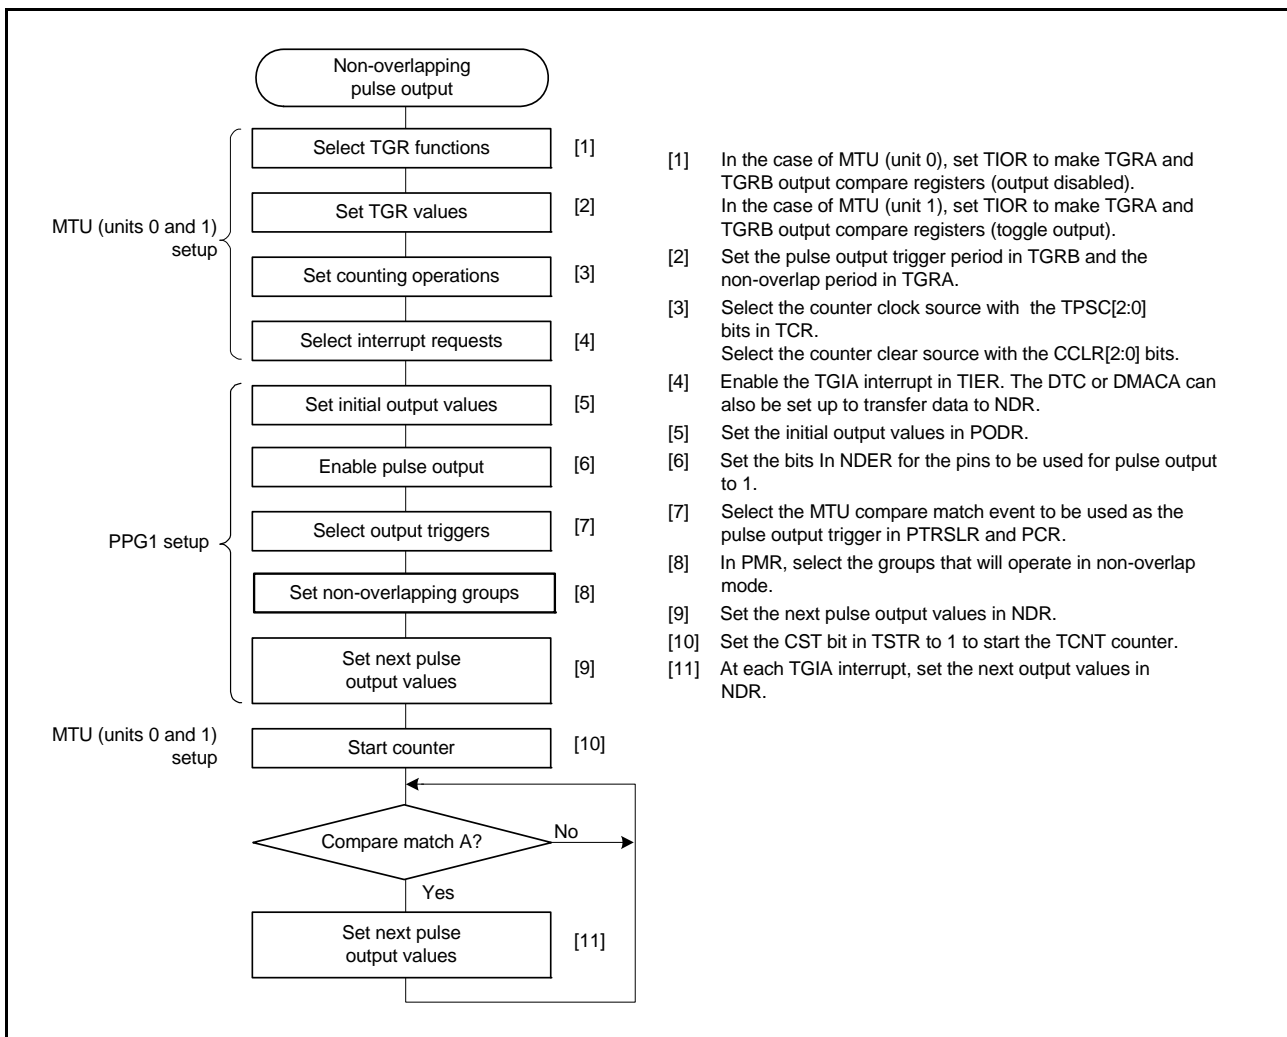 Non-overlapping
pulse output
Select TGR functions [1]
Set TGR values [2]
MTU (units 0 and 1)
setup
Set counting operations [3]
Select interrupt requests [4]
Set initial output values [5]
Enable pulse output [6]
Select output triggers [7]
PPG1 setup
Set non-overlapping groups [8]
Set next pulse
output values [9]
MTU (units 0 and 1)
setup
Start counter [10]
Compare match A?
No
Yes
Set next pulse
output values [11]
[1] In the case of MTU (unit 0), set TIOR to make TGRA and
TGRB output compare registers (output disabled).
In the case of MTU (unit 1), set TIOR to make TGRA and
TGRB output compare registers (toggle output).
[2] Set the pulse output trigger period in TGRB and the
non-overlap period in TGRA.
[3] Select the counter clock source with the TPSC[2:0]
bits in TCR.
Select the counter clear source with the CCLR[2:0] bits.
[4] Enable the TGIA interrupt in TIER. The DTC or DMACA can
also be set up to transfer data to NDR.
[5] Set the initial output values in PODR.
[6] Set the bits In NDER for the pins to be used for pulse output
to 1.
[7] Select the MTU compare match event to be used as the
pulse output trigger in PTRSLR and PCR.
[8] In PMR, select the groups that will operate in non-overlap
mode.
[9] Set the next pulse output values in NDR.
[10] Set the CST bit in TSTR to 1 to start the TCNT counter.
[11] At each TGIA interrupt, set the next output values in
NDR.